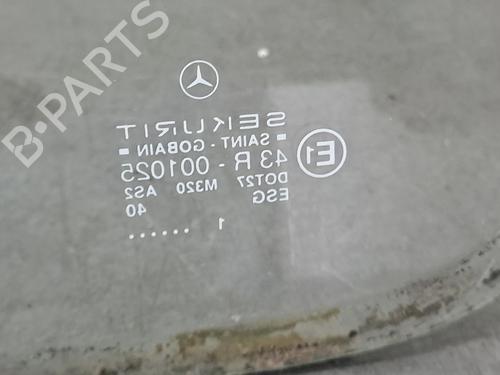 B-PARTS
SEKURIT
= SAINT - GOBAIN =
E1 43 R - 001025
DOT27 M320 AS2
ESG 40
1 ......